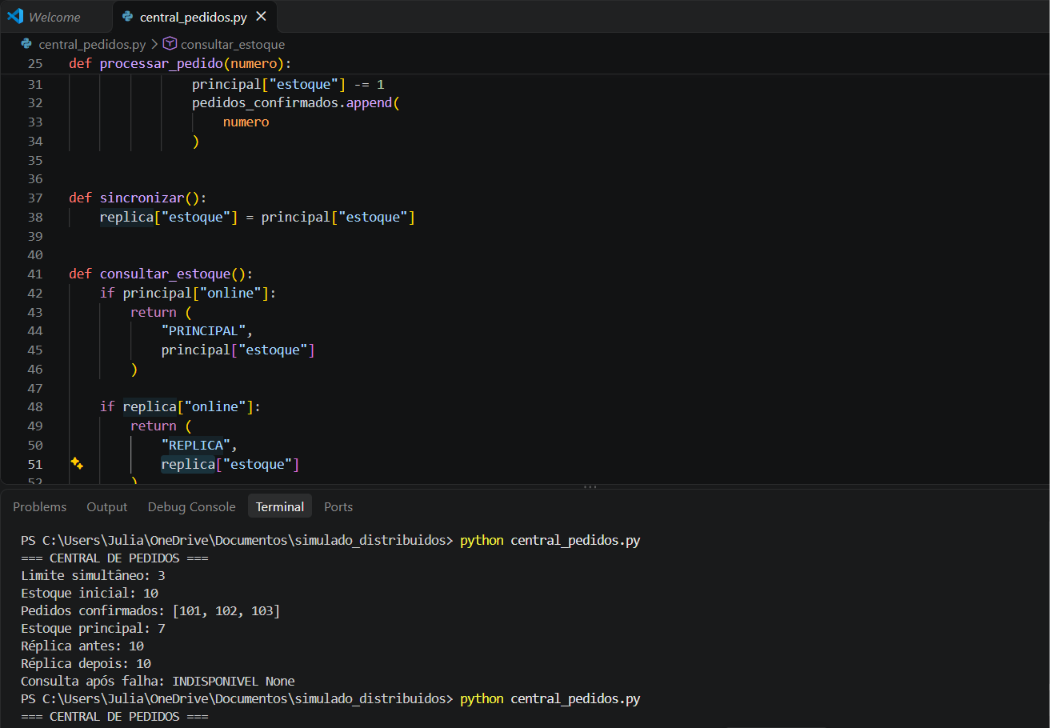 Welcome
central_pedidos.py
central_pedidos.py > consultar_estoque
25 def processar_pedido(numero):
31 principal["estoque"] -= 1
32 pedidos_confirmados.append(
33 numero
34 )
35
36
37 def sincronizar():
38 replica["estoque"] = principal["estoque"]
39
40
41 def consultar_estoque():
42 if principal["online"]:
43 return (
44 "PRINCIPAL",
45 principal["estoque"]
46 )
47
48 if replica["online"]:
49 return (
50 "REPLICA",
51 replica["estoque"]
52 )
Problems Output Debug Console Terminal Ports
PS C:\Users\Julia\OneDrive\Documentos\simulado_distribuidos> python central_pedidos.py
=== CENTRAL DE PEDIDOS ===
Limite simultâneo: 3
Estoque inicial: 10
Pedidos confirmados: [101, 102, 103]
Estoque principal: 7
Réplica antes: 10
Réplica depois: 10
Consulta após falha: INDISPONIVEL None
PS C:\Users\Julia\OneDrive\Documentos\simulado_distribuidos> python central_pedidos.py
=== CENTRAL DE PEDIDOS ===